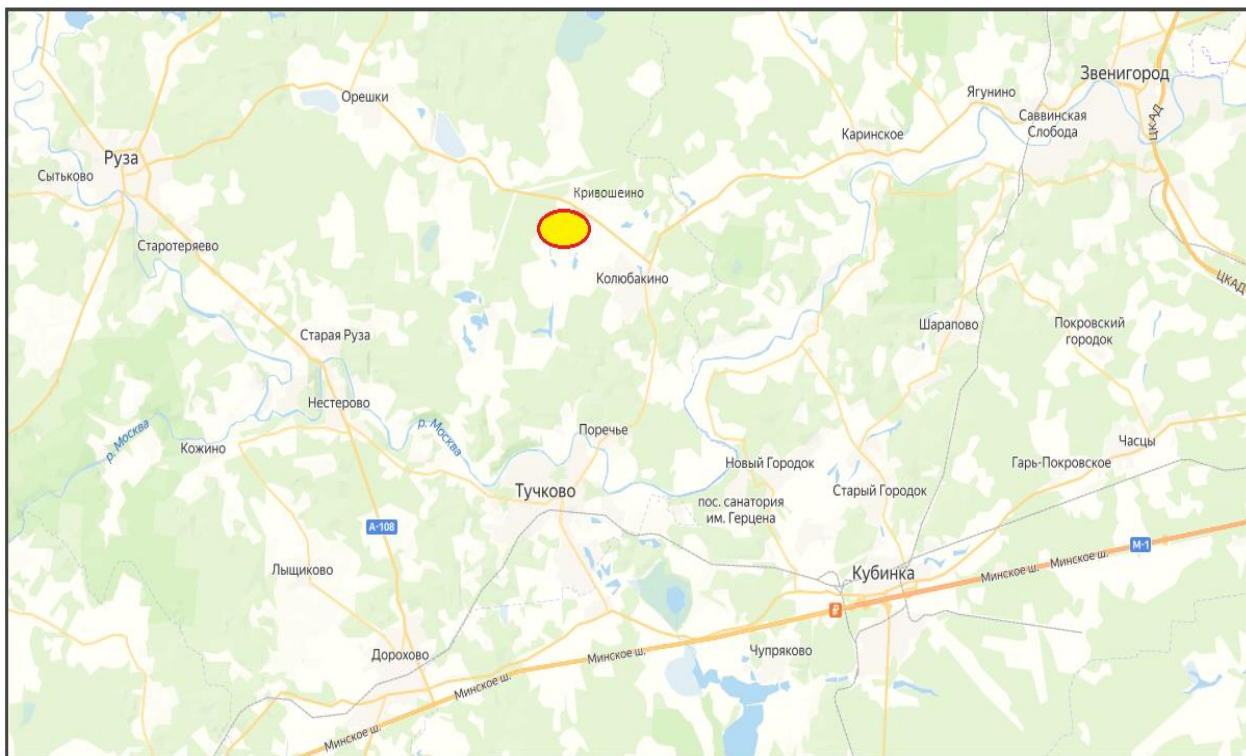 Звенигород
Ягунино
Орешки
Саввинская
Слобода
ЦКАД
Каринское
Руза
Сытьково
Кривошеино
Старотеряево
Колюбакино
ЦКАД
Шарапово
Покровский
городок
Старая Руза
Нестерово
р. Москва
р. Москва
Кожино
Поречье
Часцы
Новый Городок
Гарь-Покровское
Тучково
Старый Городок
пос. санатория
им. Герцена
А-108
М-1
Лыщиково
Кубинка
Минское ш.
Минское ш.
₽
Дорохово
Минское ш.
Чупряково
Минское ш.
Минское ш.